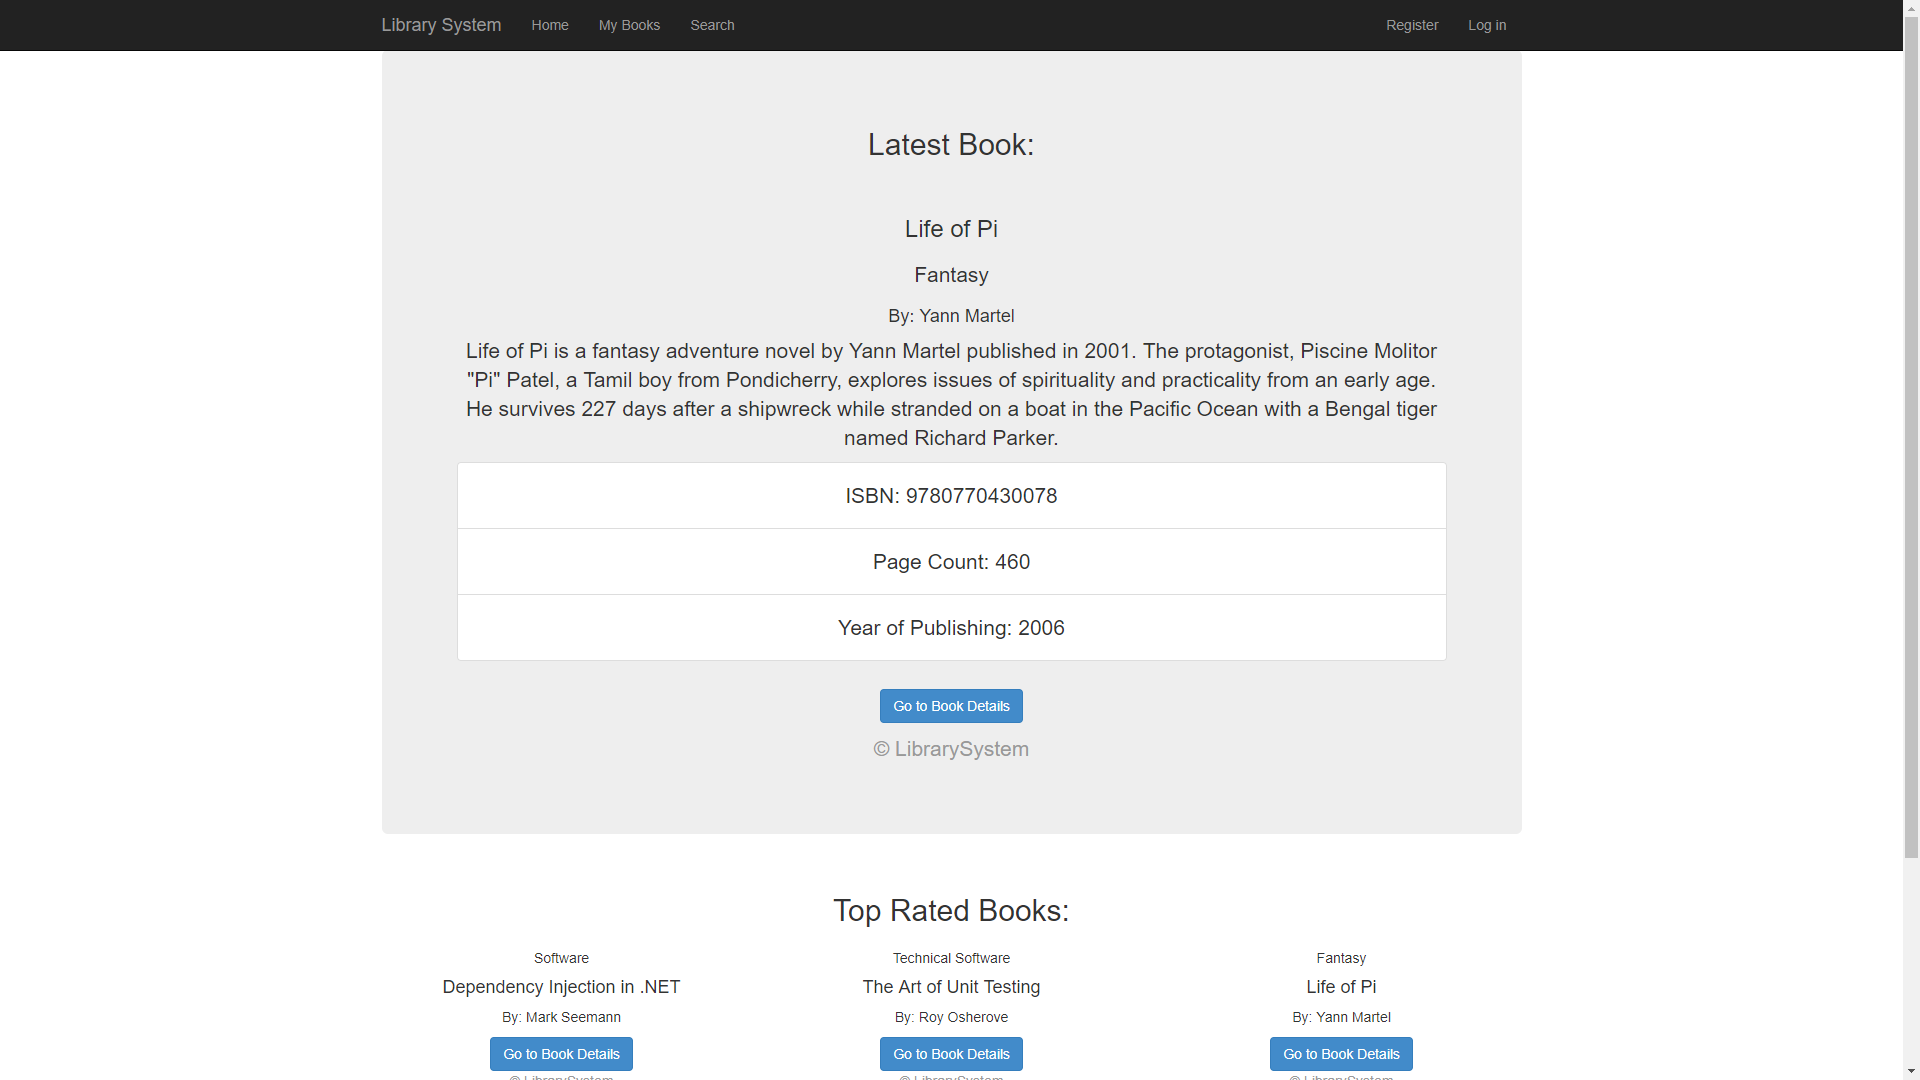 Library System Home My Books Search Register Log in
Latest Book:
Life of Pi
Fantasy
By: Yann Martel
Life of Pi is a fantasy adventure novel by Yann Martel published in 2001. The protagonist, Piscine Molitor
"Pi" Patel, a Tamil boy from Pondicherry, explores issues of spirituality and practicality from an early age.
He survives 227 days after a shipwreck while stranded on a boat in the Pacific Ocean with a Bengal tiger
named Richard Parker.
ISBN: 9780770430078
Page Count: 460
Year of Publishing: 2006
Go to Book Details
© LibrarySystem
Top Rated Books:
Software
Dependency Injection in .NET
By: Mark Seemann
Go to Book Details
© LibrarySystem
Technical Software
The Art of Unit Testing
By: Roy Osherove
Go to Book Details
© LibrarySystem
Fantasy
Life of Pi
By: Yann Martel
Go to Book Details
© LibrarySystem